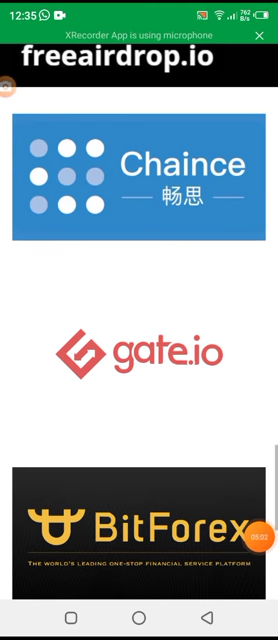 12:35 762 B/s
XRecorder App is using microphone
freeairdrop.io
Chaince
畅思
gate.io
BitForex
THE WORLD'S LEADING ONE-STOP FINANCIAL SERVICE PLATFORM
05:02